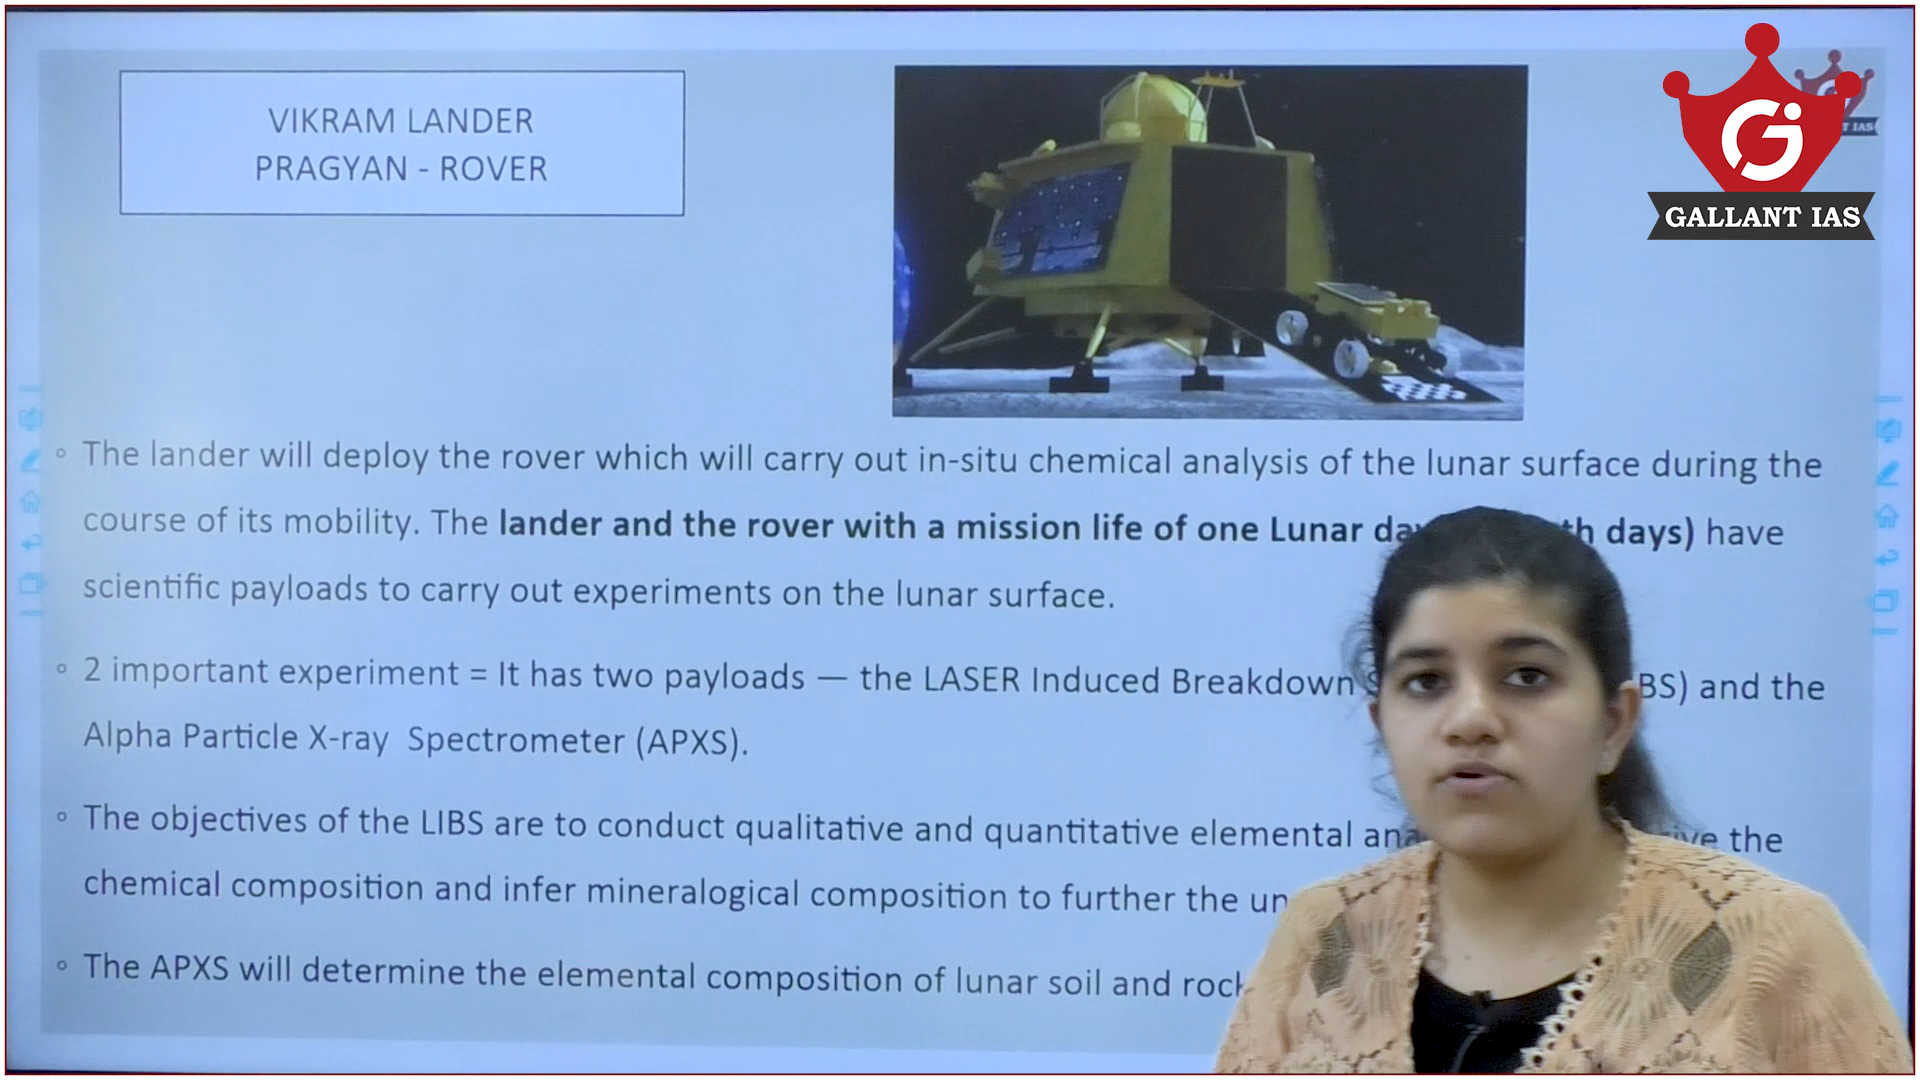 VIKRAM LANDER
PRAGYAN - ROVER
GALLANT IAS
T IAS
The lander will deploy the rover which will carry out in-situ chemical analysis of the lunar surface during the
course of its mobility. The lander and the rover with a mission life of one Lunar days) have
scientific payloads to carry out experiments on the lunar surface.
2 important experiment = It has two payloads — the LASER Induced Breakdown BS) and the
Alpha Particle X-ray Spectrometer (APXS).
The objectives of the LIBS are to conduct qualitative and quantitative elemental the
chemical composition and infer mineralogical composition to further the
The APXS will determine the elemental composition of lunar soil and